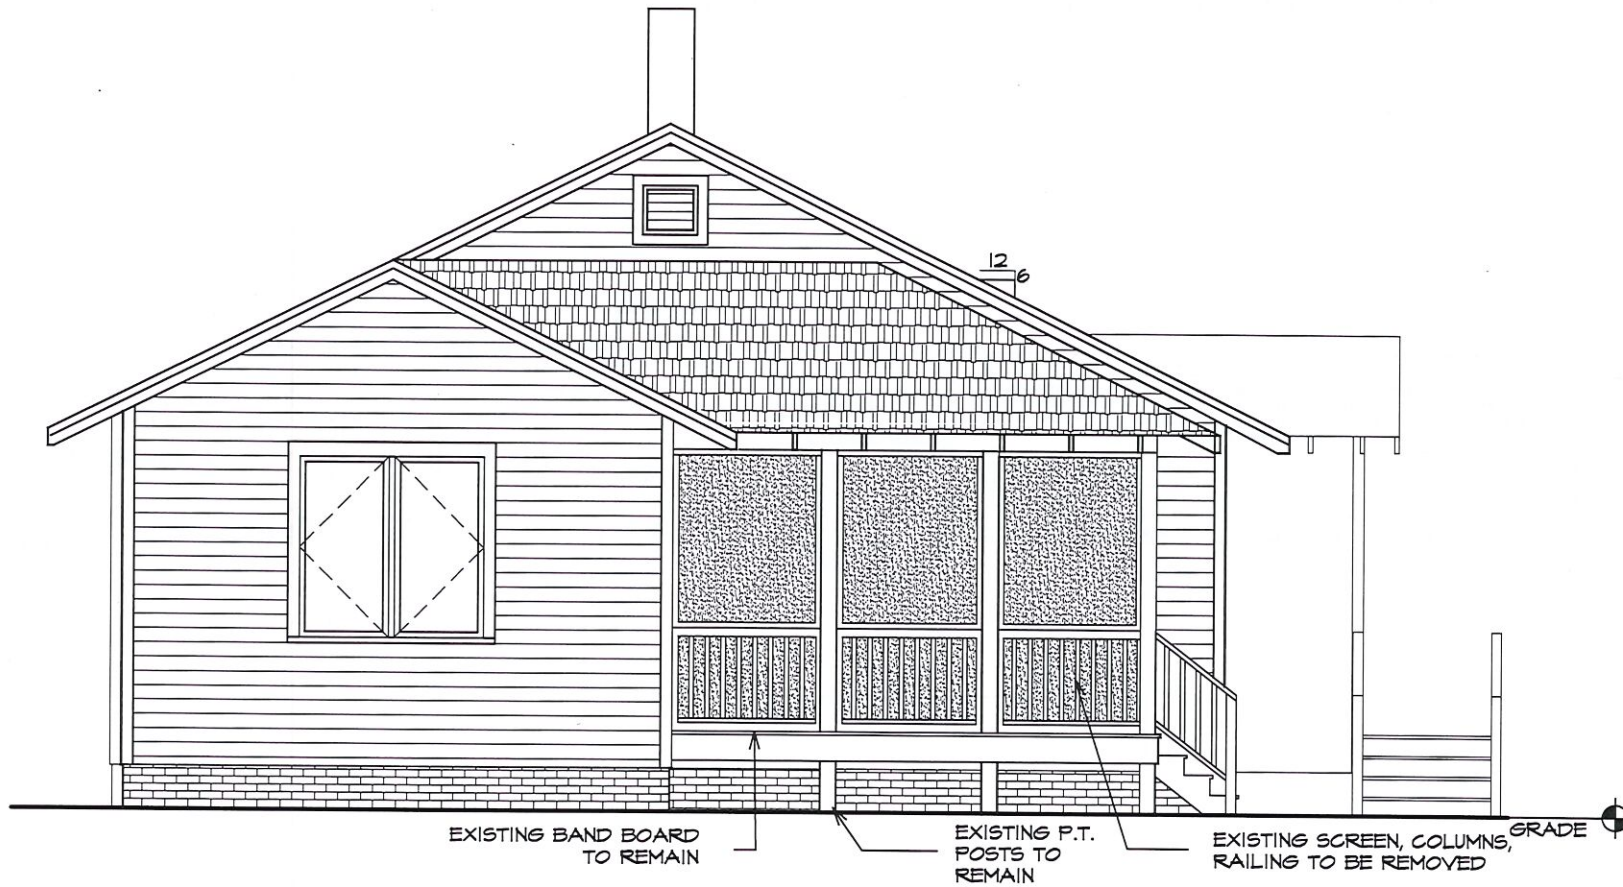 12
6
EXISTING BAND BOARD
TO REMAIN
EXISTING P.T.
POSTS TO
REMAIN
EXISTING SCREEN, COLUMNS,
RAILING TO BE REMOVED
GRADE